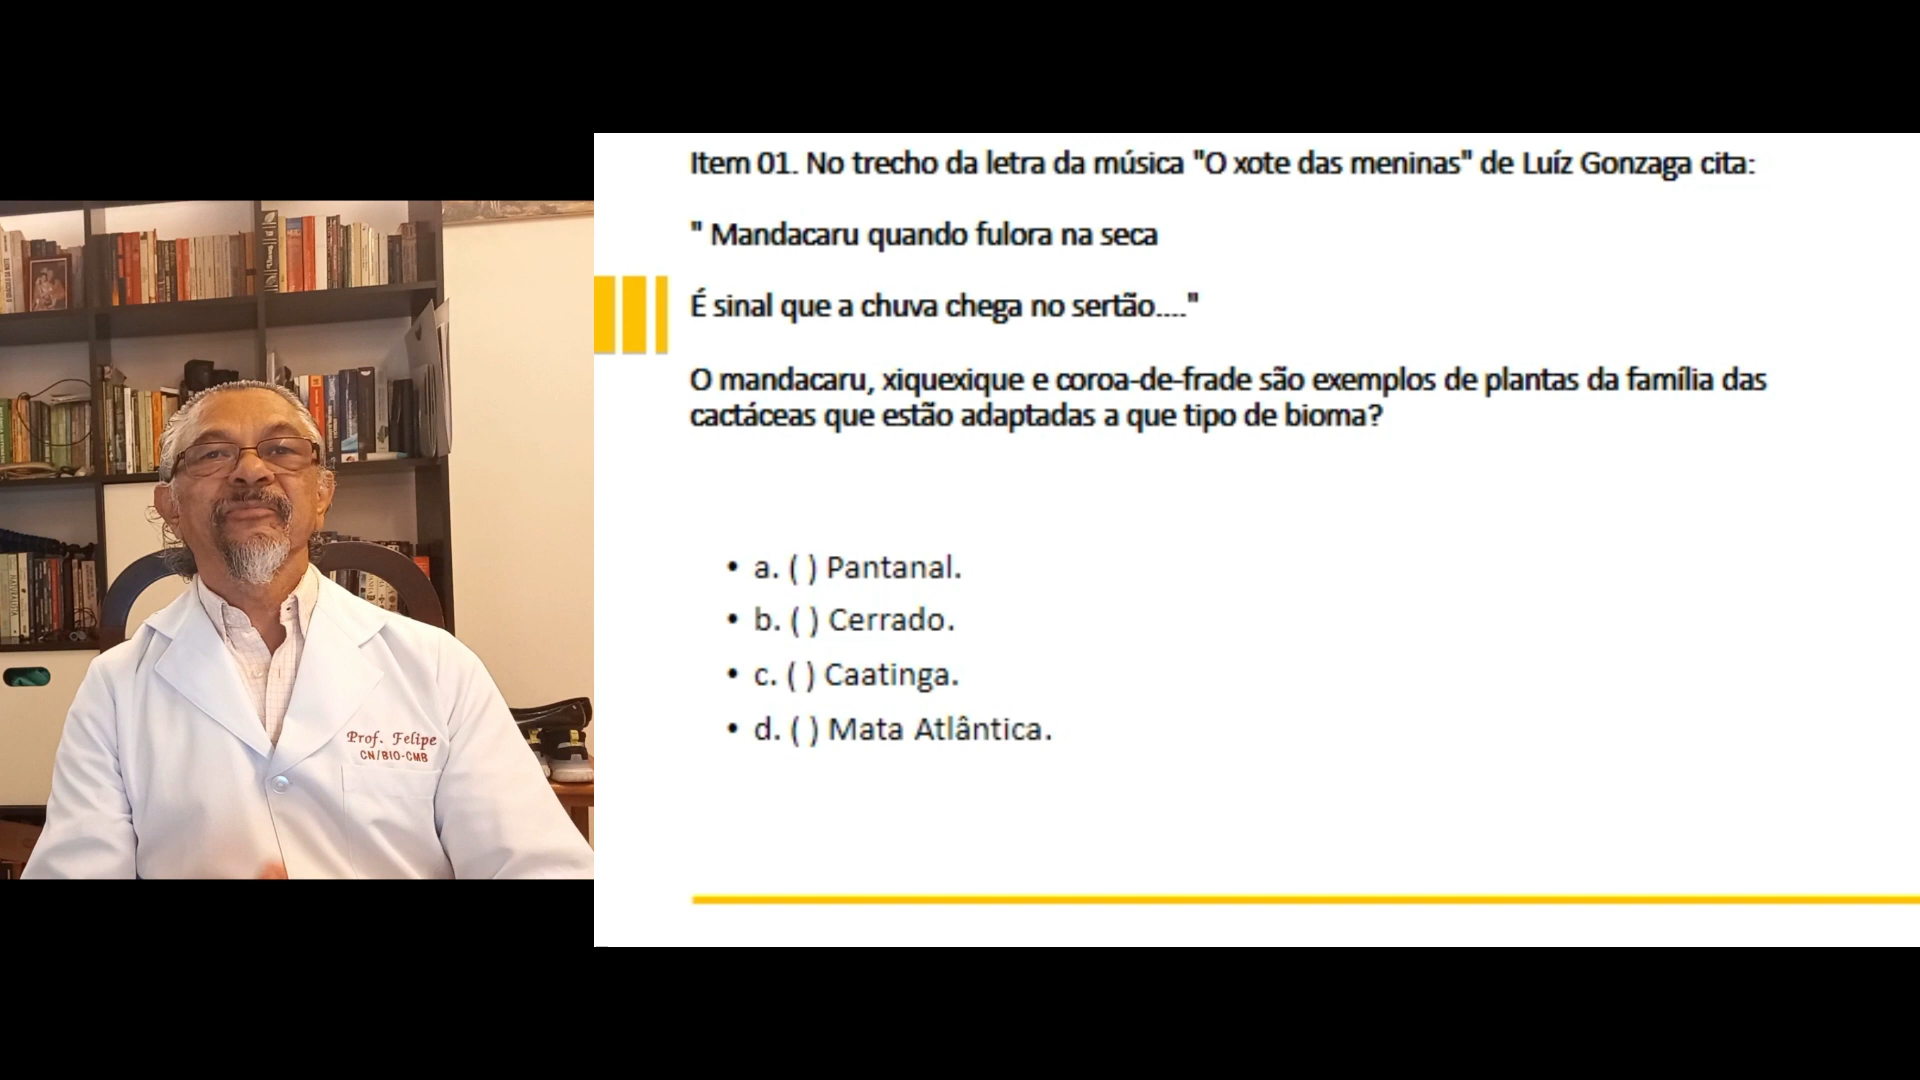 Item 01. No trecho da letra da música "O xote das meninas" de Luíz Gonzaga cita:
" Mandacaru quando fulora na seca
É sinal que a chuva chega no sertão...."
O mandacaru, xiquexique e coroa-de-frade são exemplos de plantas da família das
cactáceas que estão adaptadas a que tipo de bioma?
• a. ( ) Pantanal.
• b. ( ) Cerrado.
• c. ( ) Caatinga.
• d. ( ) Mata Atlântica.
Prof. Felipe
CN/BIO-CMB